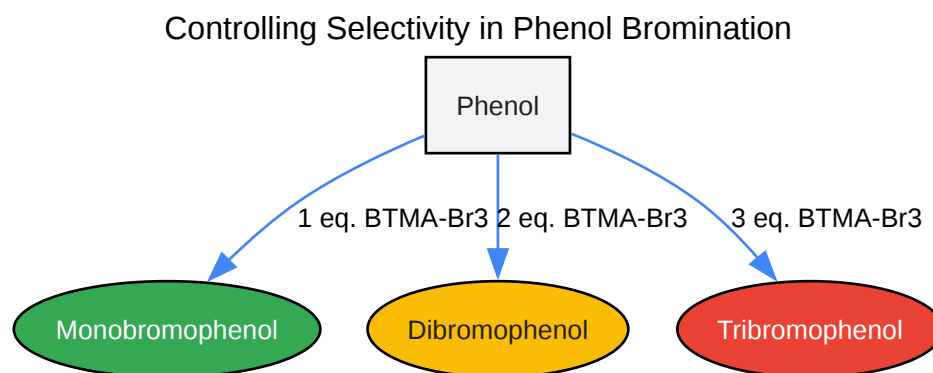 Controlling Selectivity in Phenol Bromination
Phenol
1 eq. BTMA-Br3
2 eq. BTMA-Br3
3 eq. BTMA-Br3
Monobromophenol
Dibromophenol
Tribromophenol